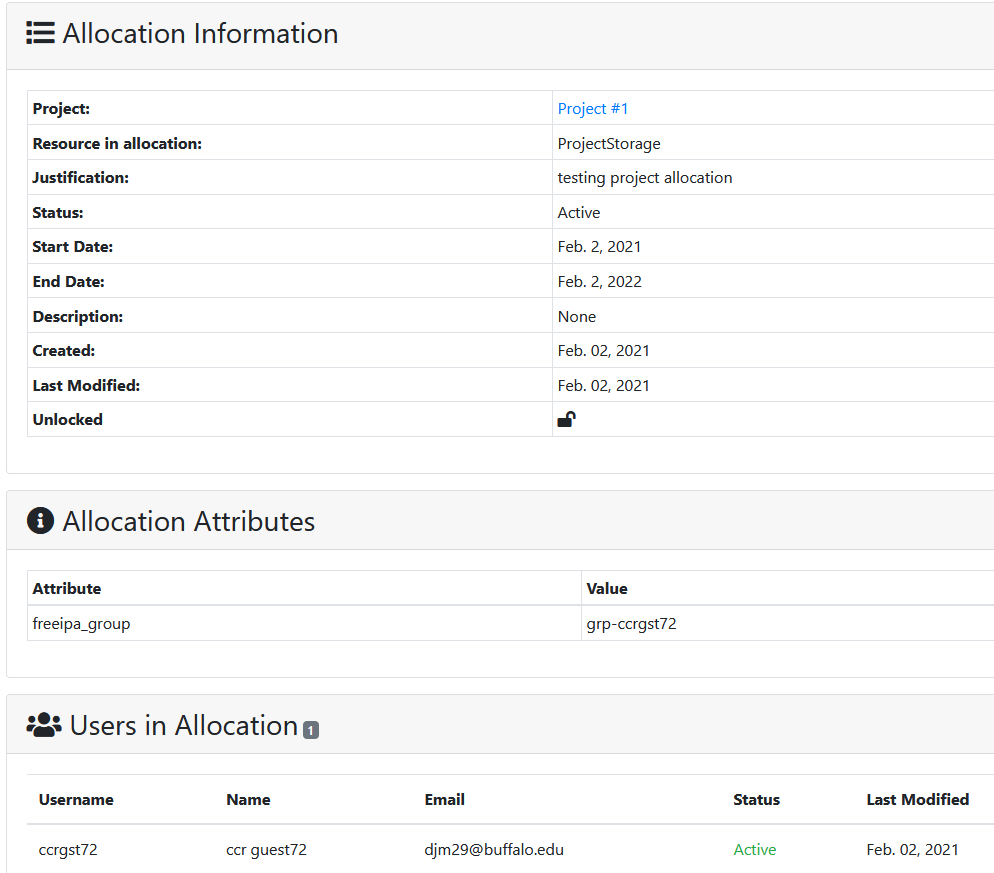 Allocation Information
Project: Project #1
Resource in allocation: ProjectStorage
Justification: testing project allocation
Status: Active
Start Date: Feb. 2, 2021
End Date: Feb. 2, 2022
Description: None
Created: Feb. 02, 2021
Last Modified: Feb. 02, 2021
Unlocked
Allocation Attributes
Attribute Value
freeipa_group grp-ccrgst72
Users in Allocation 1
Username Name Email Status Last Modified
ccrgst72 ccr guest72 djm29@buffalo.edu Active Feb. 02, 2021